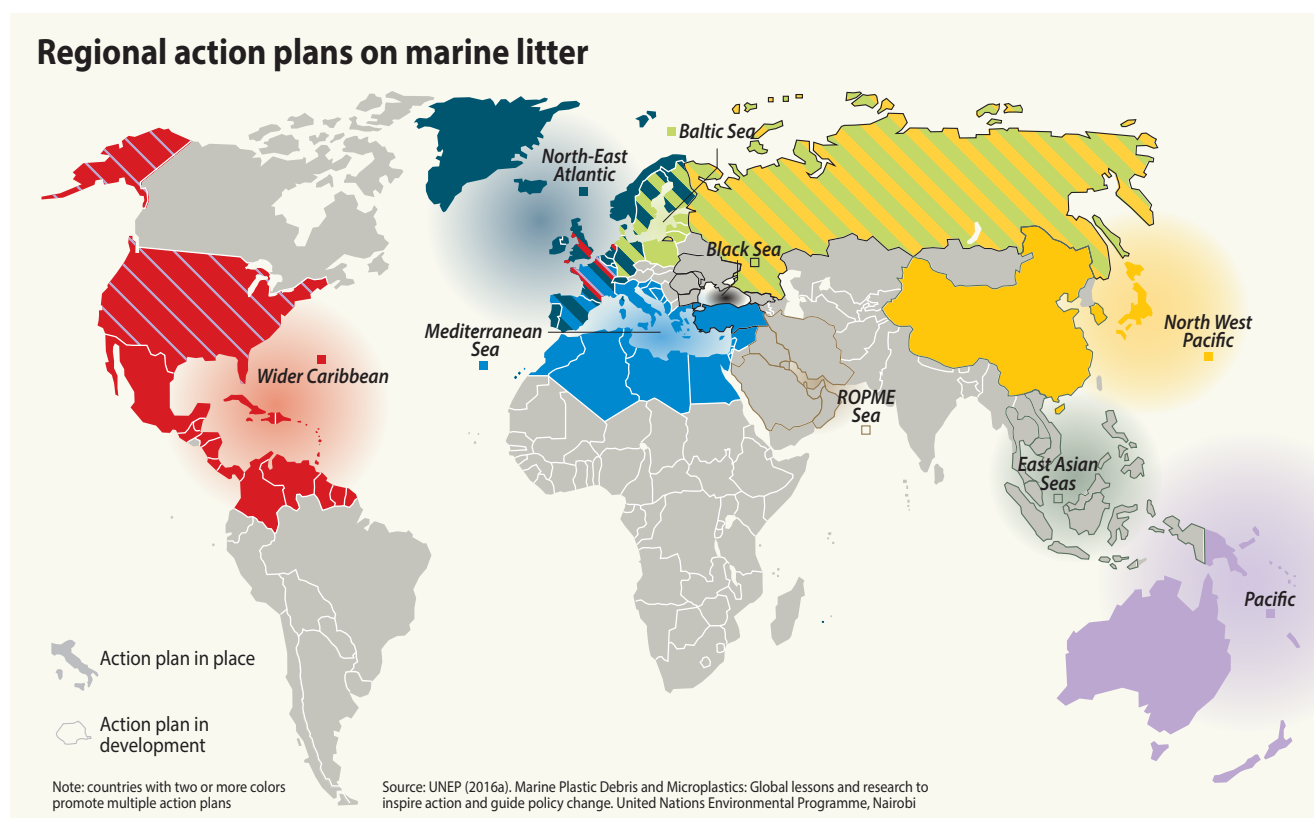 Regional action plans on marine litter
Baltic Sea
North-East
Atlantic
Black Sea
Mediterranean
Sea
North West
Pacific
Wider Caribbean
ROPME
Sea
East Asian
Seas
Pacific
Action plan in place
Action plan in
development
Note: countries with two or more colors
promote multiple action plans
Source: UNEP (2016a). Marine Plastic Debris and Microplastics: Global lessons and research to
inspire action and guide policy change. United Nations Environmental Programme, Nairobi